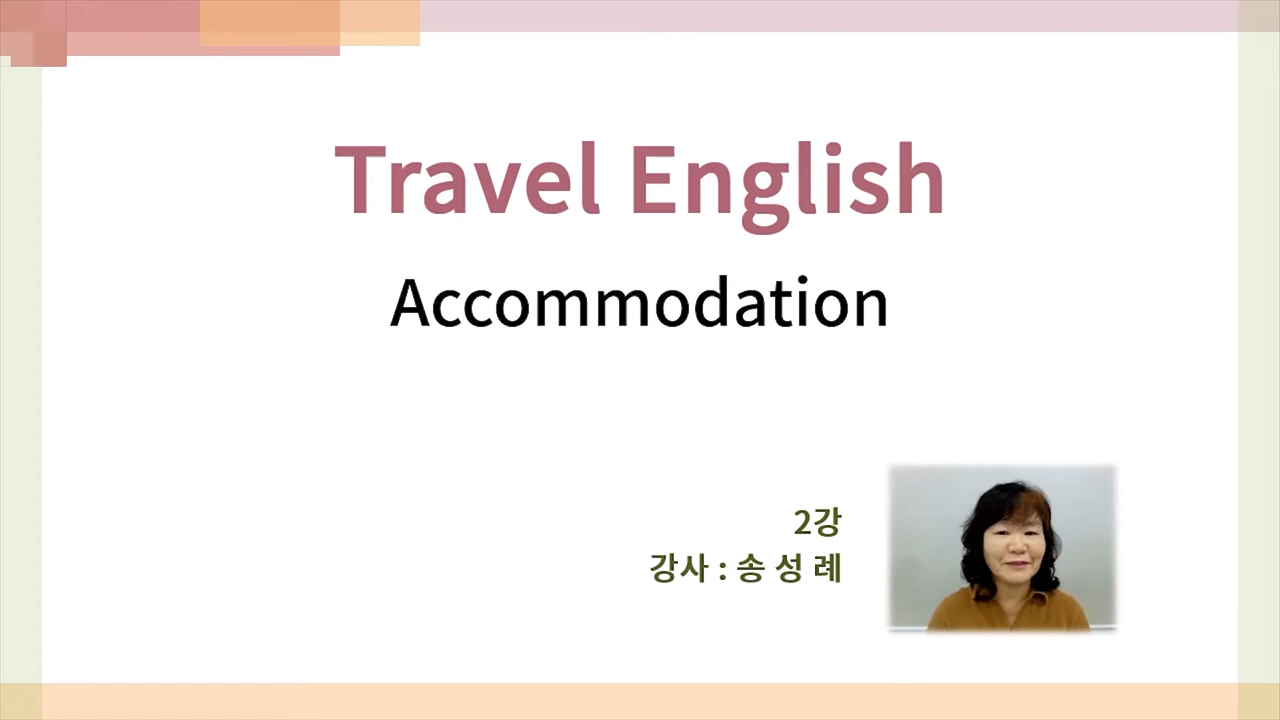 Travel English
Accommodation
2강
강사 : 송 성 례